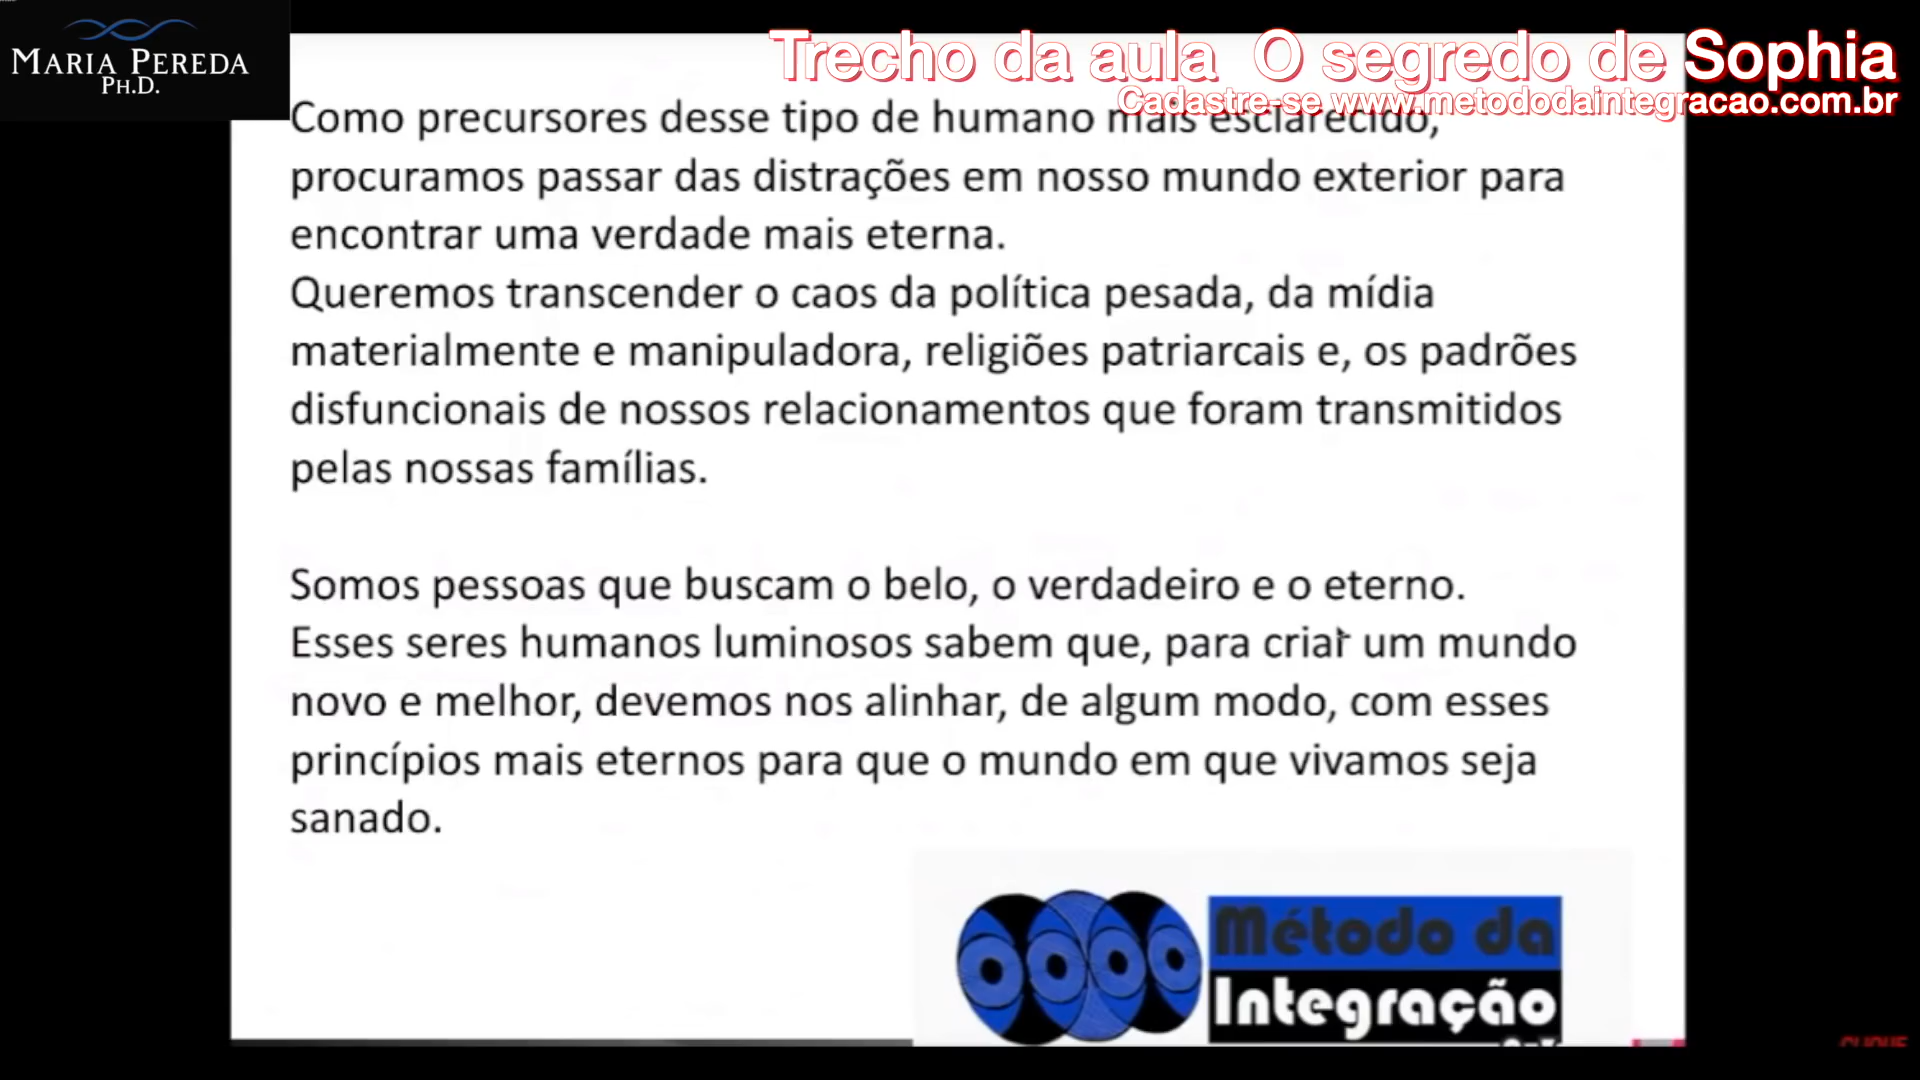 MARIA PEREDA
PH.D.
Trecho da aula O segredo de Sophia
Cadastre-se www.metododaintegracao.com.br
Como precursores desse tipo de humano mais esclarecido,
procuramos passar das distrações em nosso mundo exterior para
encontrar uma verdade mais eterna.
Queremos transcender o caos da política pesada, da mídia
materialmente e manipuladora, religiões patriarcais e, os padrões
disfuncionais de nossos relacionamentos que foram transmitidos
pelas nossas famílias.
Somos pessoas que buscam o belo, o verdadeiro e o eterno.
Esses seres humanos luminosos sabem que, para criar um mundo
novo e melhor, devemos nos alinhar, de algum modo, com esses
princípios mais eternos para que o mundo em que vivamos seja
sanado.
Método da
Integração